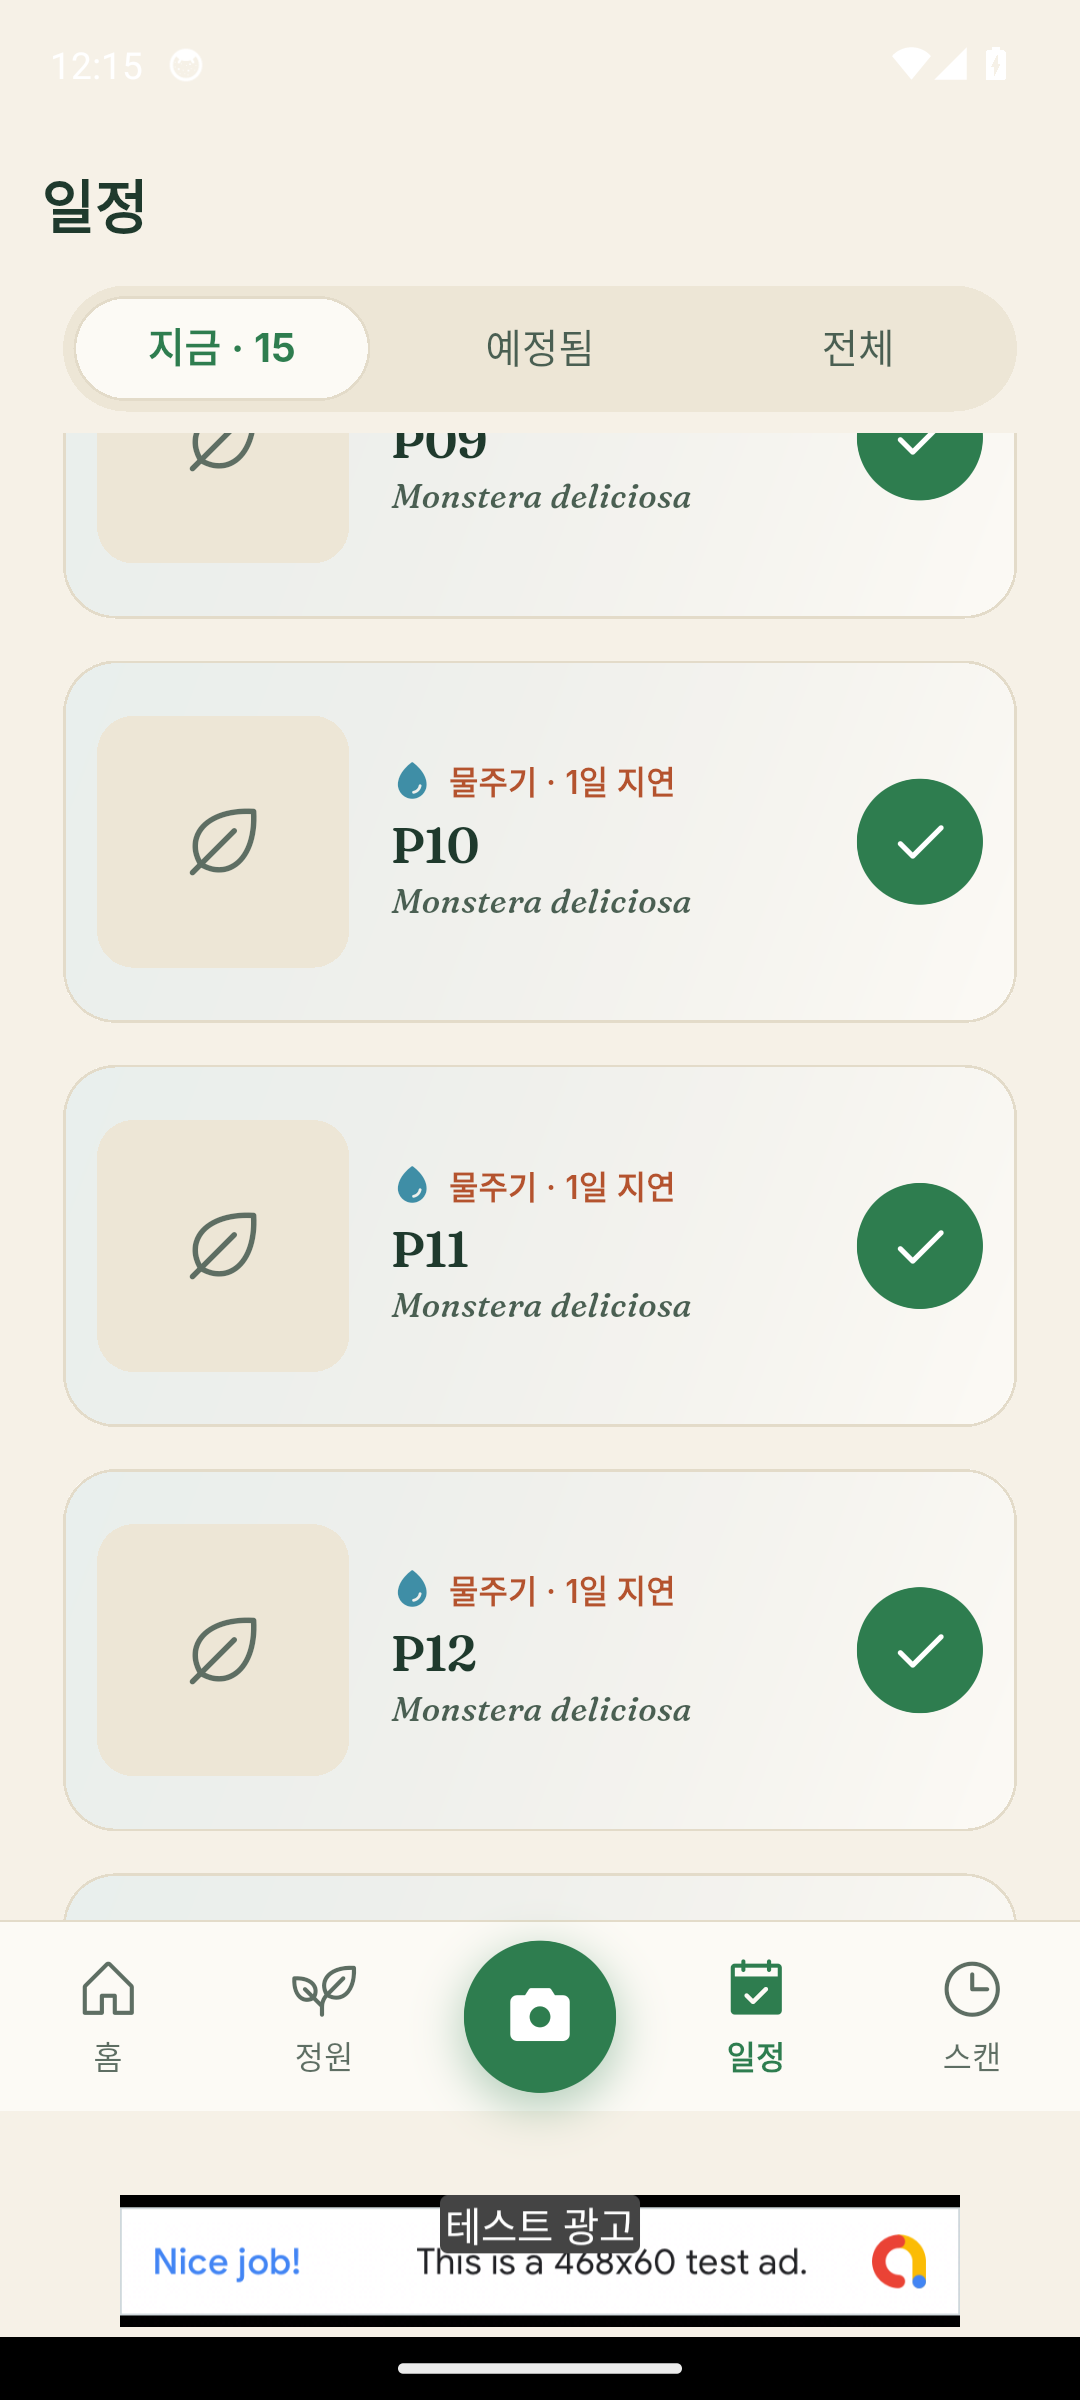 12:15
일정
지금 · 15
예정됨
전체
P09
Monstera deliciosa
물주기 · 1일 지연
P10
Monstera deliciosa
물주기 · 1일 지연
P11
Monstera deliciosa
물주기 · 1일 지연
P12
Monstera deliciosa
홈
정원
일정
스캔
테스트 광고
Nice job!
This is a 468x60 test ad.